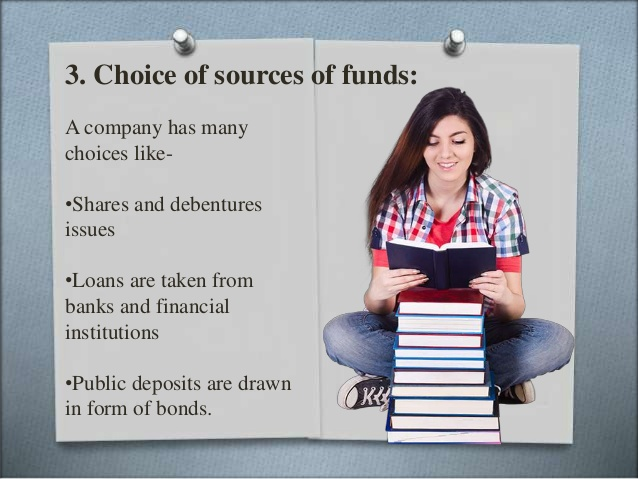 3. Choice of sources of funds:
A company has many
choices like-
•Shares and debentures
issues
•Loans are taken from
banks and financial
institutions
•Public deposits are drawn
in form of bonds.